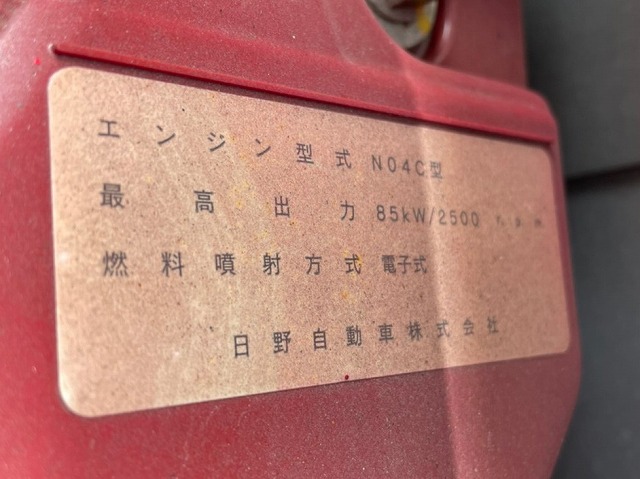 エンジン型式 N04C型
最高出力 85kW/2500 r.p.m
燃料噴射方式 電子式
日野自動車株式会社